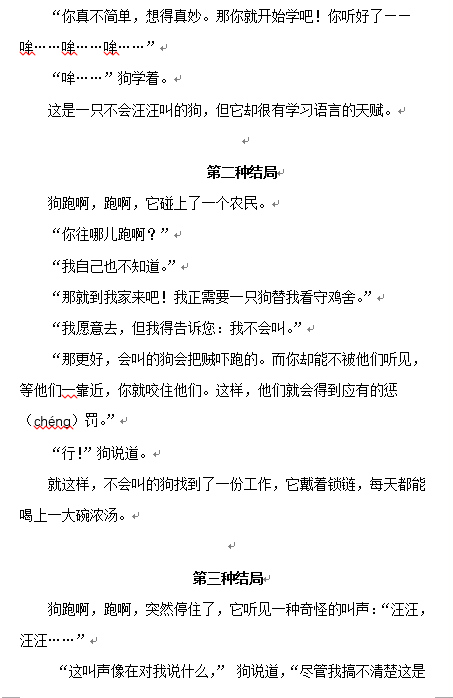 “你真不简单，想得真妙。那你就开始学吧！你听好了——
哞……哞……哞……”
“哞……”狗学着。
这是一只不会汪汪叫的狗，但它却很有学习语言的天赋。
第二种结局
狗跑啊，跑啊，它碰上了一个农民。
“你往哪儿跑啊？”
“我自己也不知道。”
“那就到我家来吧！我正需要一只狗替我看守鸡舍。”
“我愿意去，但我得告诉您：我不会叫。”
“那更好，会叫的狗会把贼吓跑的。而你却能不被他们听见，
等他们一靠近，你就咬住他们。这样，他们就会得到应有的惩
（chéng）罚。”
“行!”狗说道。
就这样，不会叫的狗找到了一份工作，它戴着锁链，每天都能
喝上一大碗浓汤。
第三种结局
狗跑啊，跑啊，突然停住了，它听见一种奇怪的叫声：“汪汪，
汪汪……”
“这叫声像在对我说什么，” 狗说道，“尽管我搞不清楚这是